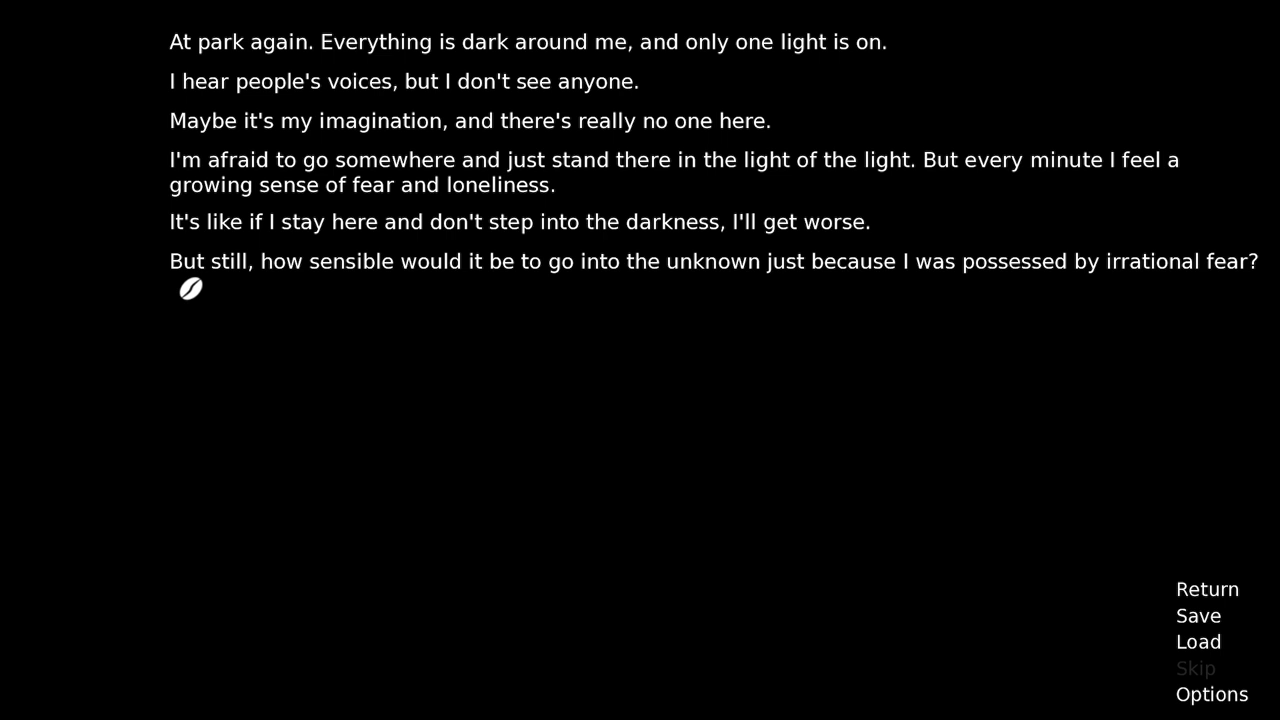 At park again. Everything is dark around me, and only one light is on.
I hear people's voices, but I don't see anyone.
Maybe it's my imagination, and there's really no one here.
I'm afraid to go somewhere and just stand there in the light of the light. But every minute I feel a
growing sense of fear and loneliness.
It's like if I stay here and don't step into the darkness, I'll get worse.
But still, how sensible would it be to go into the unknown just because I was possessed by irrational fear?
Return
Save
Load
Skip
Options